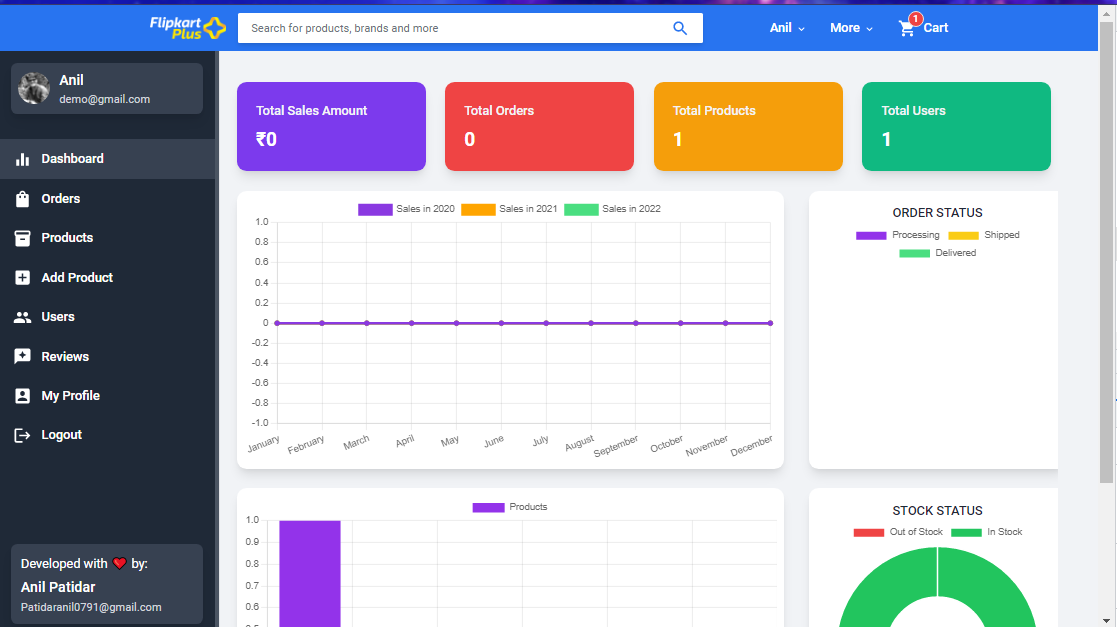 Flipkart
Plus
Search for products, brands and more
Anil
More
1
Cart
Anil
demo@gmail.com
Dashboard
Orders
Products
Add Product
Users
Reviews
My Profile
Logout
Developed with ❤ by:
Anil Patidar
Patidaranil0791@gmail.com
Total Sales Amount
₹0
Total Orders
0
Total Products
1
Total Users
1
Sales in 2020 Sales in 2021 Sales in 2022
1.0
0.8
0.6
0.4
0.2
0
-0.2
-0.4
-0.6
-0.8
-1.0
January February March April May June July August September October November December
ORDER STATUS
Processing Shipped
Delivered
Products
1.0
0.9
0.8
0.7
0.6
STOCK STATUS
Out of Stock In Stock